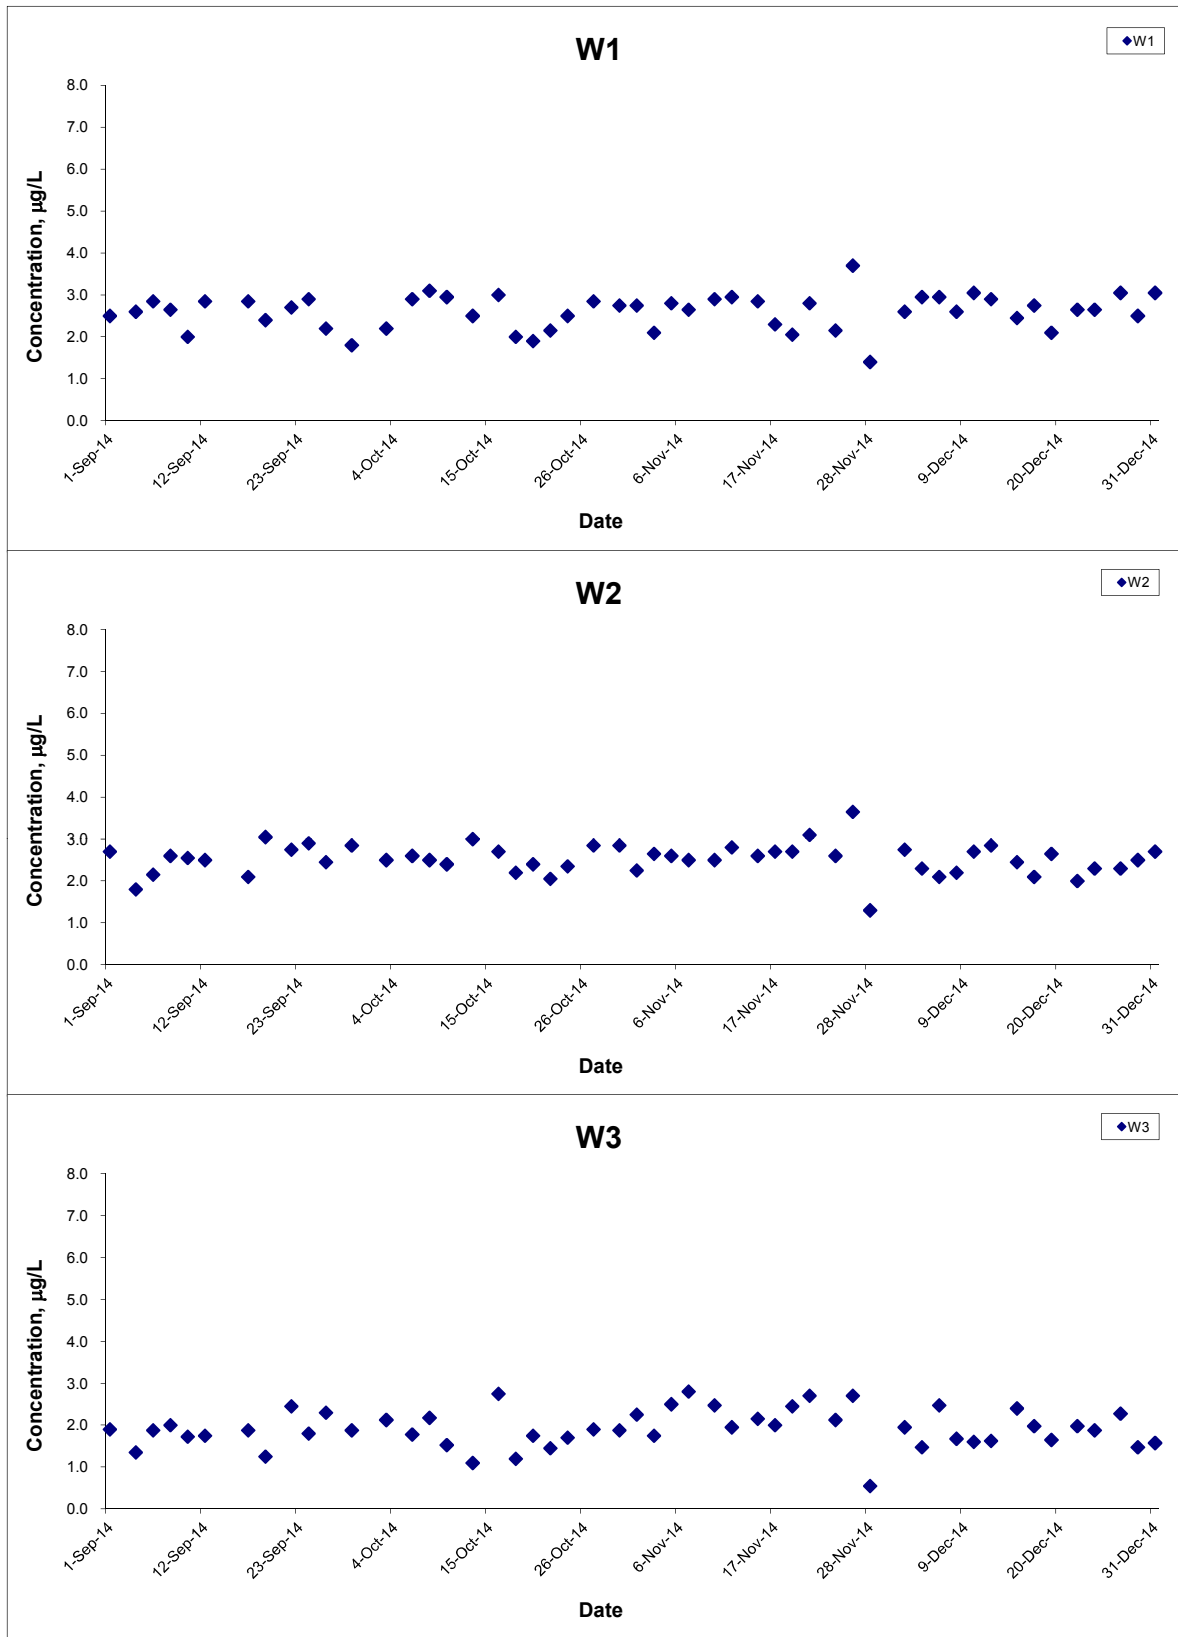 W1
W1
8.0
7.0
6.0
5.0
4.0
3.0
2.0
1.0
0.0
Concentration, µg/L
1-Sep-14
12-Sep-14
23-Sep-14
4-Oct-14
15-Oct-14
26-Oct-14
6-Nov-14
17-Nov-14
28-Nov-14
9-Dec-14
20-Dec-14
31-Dec-14
Date
W2
W2
8.0
7.0
6.0
5.0
4.0
3.0
2.0
1.0
0.0
Concentration, µg/L
1-Sep-14
12-Sep-14
23-Sep-14
4-Oct-14
15-Oct-14
26-Oct-14
6-Nov-14
17-Nov-14
28-Nov-14
9-Dec-14
20-Dec-14
31-Dec-14
Date
W3
W3
8.0
7.0
6.0
5.0
4.0
3.0
2.0
1.0
0.0
Concentration, µg/L
1-Sep-14
12-Sep-14
23-Sep-14
4-Oct-14
15-Oct-14
26-Oct-14
6-Nov-14
17-Nov-14
28-Nov-14
9-Dec-14
20-Dec-14
31-Dec-14
Date